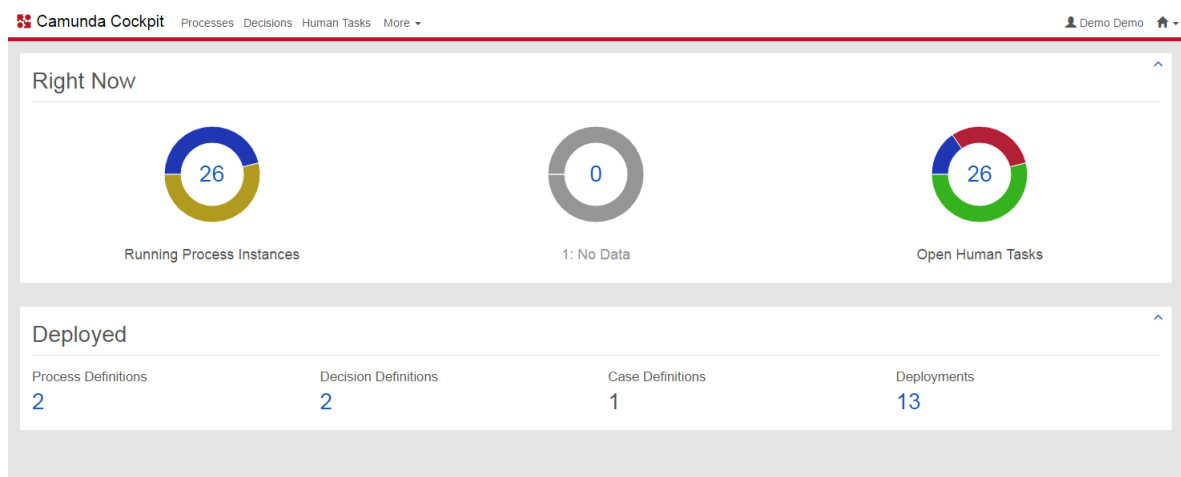 Camunda Cockpit Processes Decisions Human Tasks More Demo Demo
Right Now
26 0 26
Running Process Instances 1: No Data Open Human Tasks
Deployed
Process Definitions Decision Definitions Case Definitions Deployments
2 2 1 13